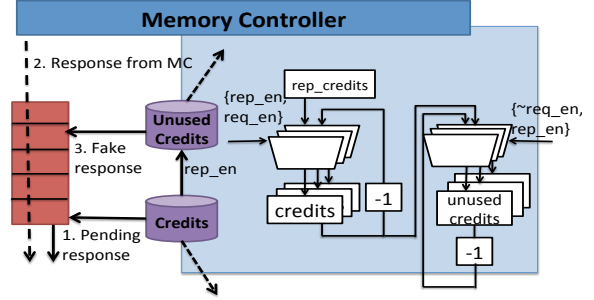 Memory Controller
2. Response from MC
rep_credits
{rep_en,
req_en}
{~req_en,
rep_en}
Unused
Credits
3. Fake
response
rep_en
-1
credits
unused
credits
Credits
1. Pending
response
-1